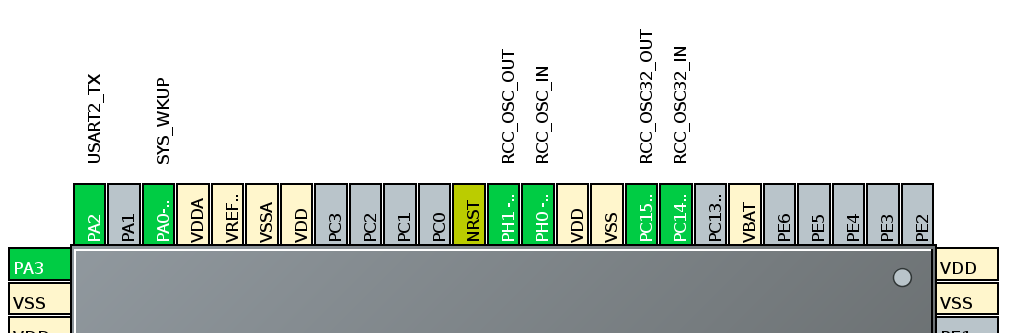 USART2_TX
SYS_WKUP
RCC_OSC_OUT
RCC_OSC_IN
RCC_OSC32_OUT
RCC_OSC32_IN
PA2
PA1
PA0-..
VDDA
VREF..
VSSA
VDD
PC3
PC2
PC1
PC0
NRST
PH1 -..
PH0 -..
VDD
VSS
PC15..
PC14..
PC13..
VBAT
PE6
PE5
PE4
PE3
PE2
PA3
VDD
VSS
VSS
VDD
PE1